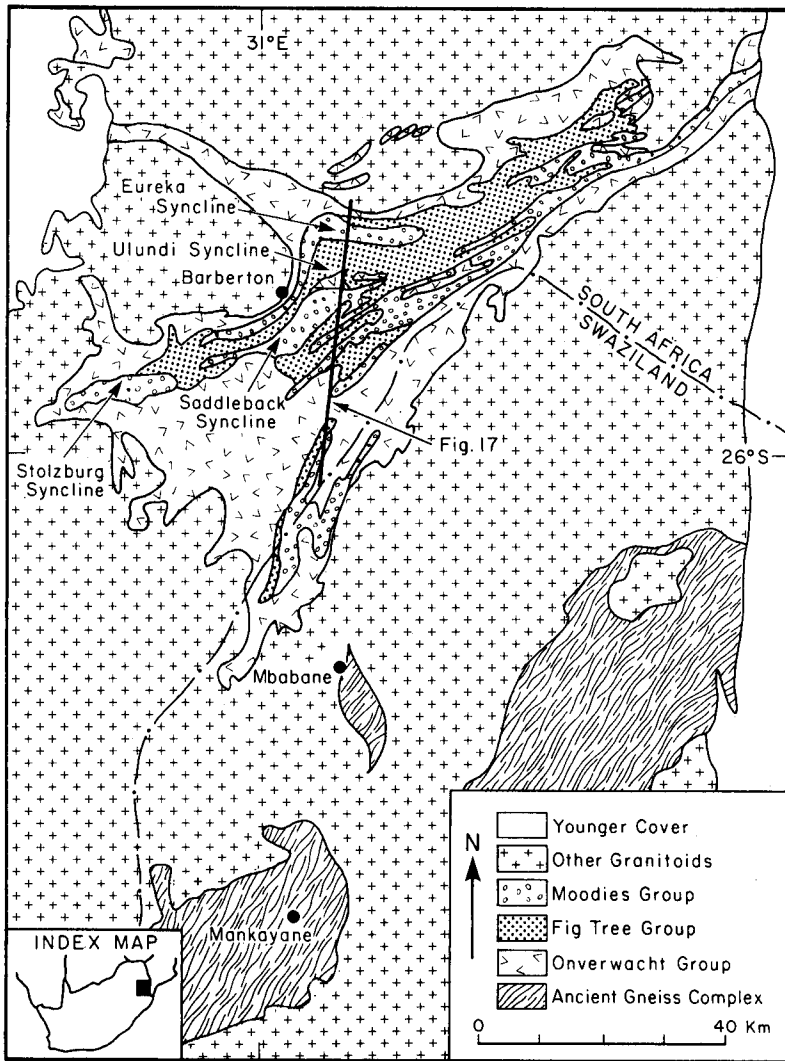 31°E
Eureka
Syncline
Ulundi Syncline
Barberton
SOUTH AFRICA
SWAZILAND
Saddleback
Syncline
Fig. 17
26°S
Stolzburg
Syncline
Mbabane
Mankayane
INDEX MAP
N
Younger Cover
Other Granitoids
Moodies Group
Fig Tree Group
Onverwacht Group
Ancient Gneiss Complex
0 40 Km